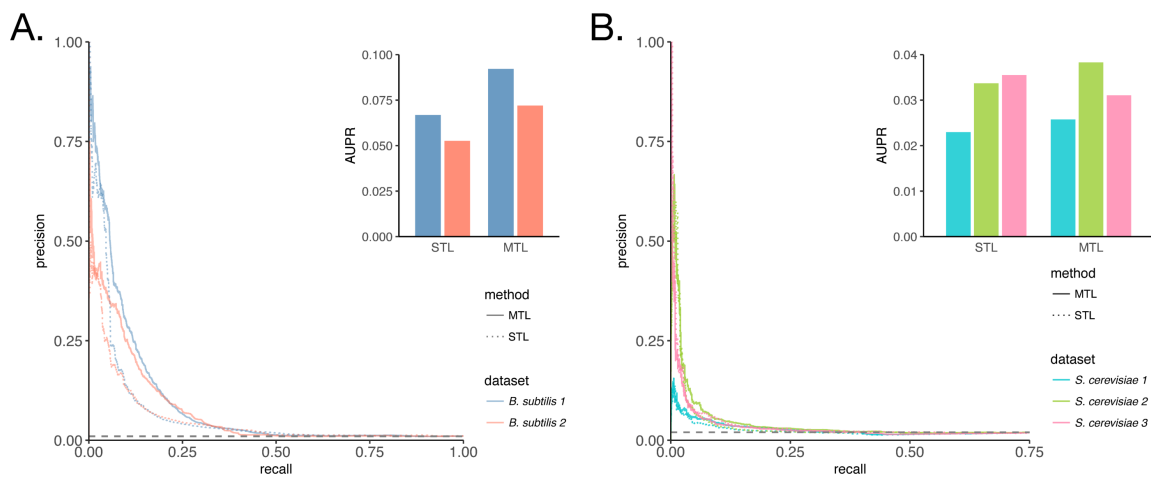 A.
1.00
0.75
0.50
0.25
0.00
precision
0.00
0.25
0.50
0.75
1.00
recall
0.100
0.075
0.050
0.025
0.000
AUPR
STL
MTL
method
MTL
STL
dataset
B. subtilis 1
B. subtilis 2
B.
1.00
0.75
0.50
0.25
0.00
precision
0.00
0.25
0.50
0.75
recall
0.04
0.03
0.02
0.01
0.00
AUPR
STL
MTL
method
MTL
STL
dataset
S. cerevisiae 1
S. cerevisiae 2
S. cerevisiae 3